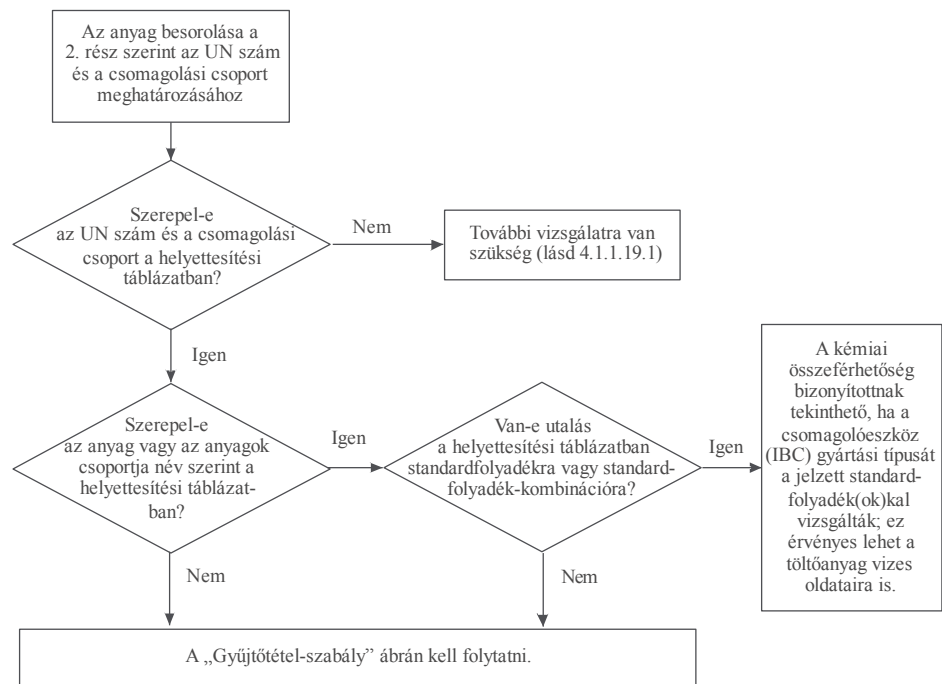 Az anyag besorolása a
2. rész szerint az UN szám
és a csomagolási csoport
meghatározásához
Szerepel-e
az UN szám és a csomagolási
csoport a helyettesítési
táblázatban?
Nem
További vizsgálatra van
szükség (lásd 4.1.1.19.1)
Igen
Szerepel-e
az anyag vagy az anyagok
csoportja név szerint a
helyettesítési táblázat-
ban?
Igen
Van-e utalás
a helyettesítési táblázatban
standardfolyadékra vagy standard-
folyadék-kombinációra?
Igen
A kémiai
összeférhetőség
bizonyítottnak
tekinthető, ha a
csomagolóeszköz
(IBC) gyártási típusát
a jelzett standard-
folyadék(ok)kal
vizsgálták; ez
érvényes lehet a
töltőanyag vizes
oldataira is.
Nem
Nem
A „Gyűjtőtétel-szabály” ábrán kell folytatni.